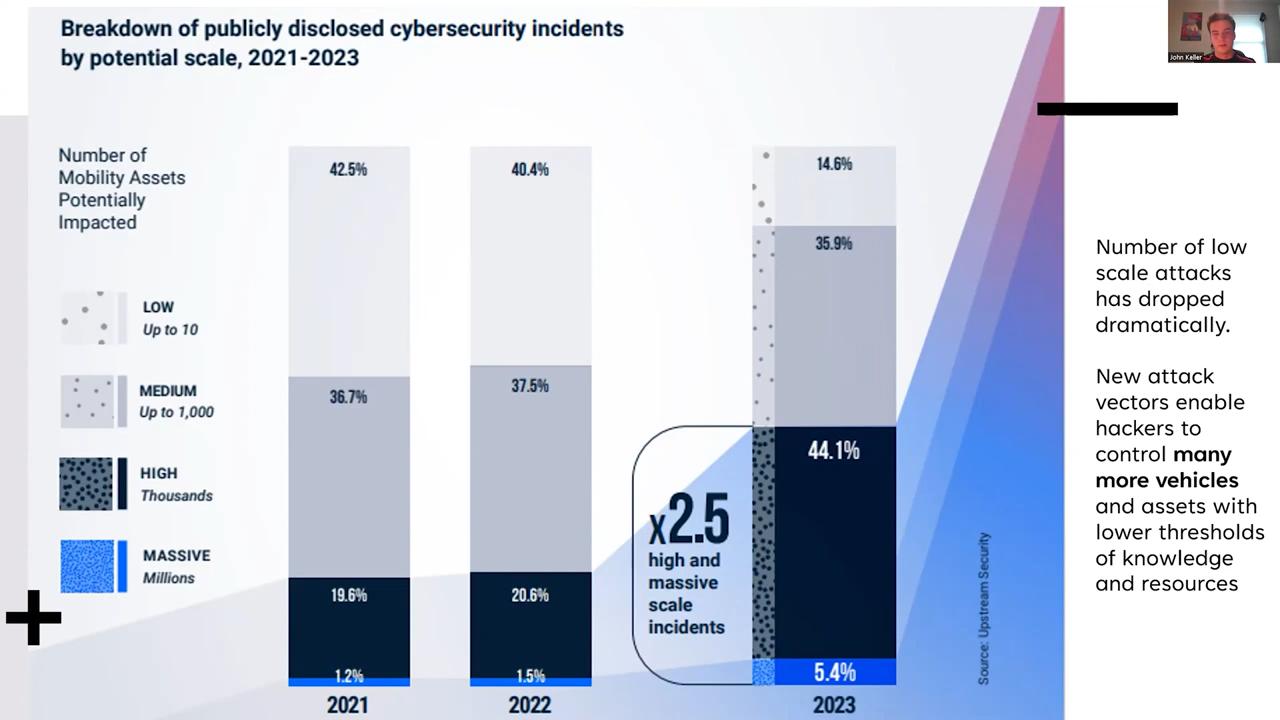 Breakdown of publicly disclosed cybersecurity incidents
by potential scale, 2021-2023
John Keller
Number of
Mobility Assets
Potentially
Impacted
LOW
Up to 10
MEDIUM
Up to 1,000
HIGH
Thousands
MASSIVE
Millions
42.5%
36.7%
19.6%
1.2%
2021
40.4%
37.5%
20.6%
1.5%
2022
x2.5
high and
massive
scale
incidents
14.6%
35.9%
44.1%
5.4%
2023
Source: Upstream Security
Number of low
scale attacks
has dropped
dramatically.
New attack
vectors enable
hackers to
control many
more vehicles
and assets with
lower thresholds
of knowledge
and resources